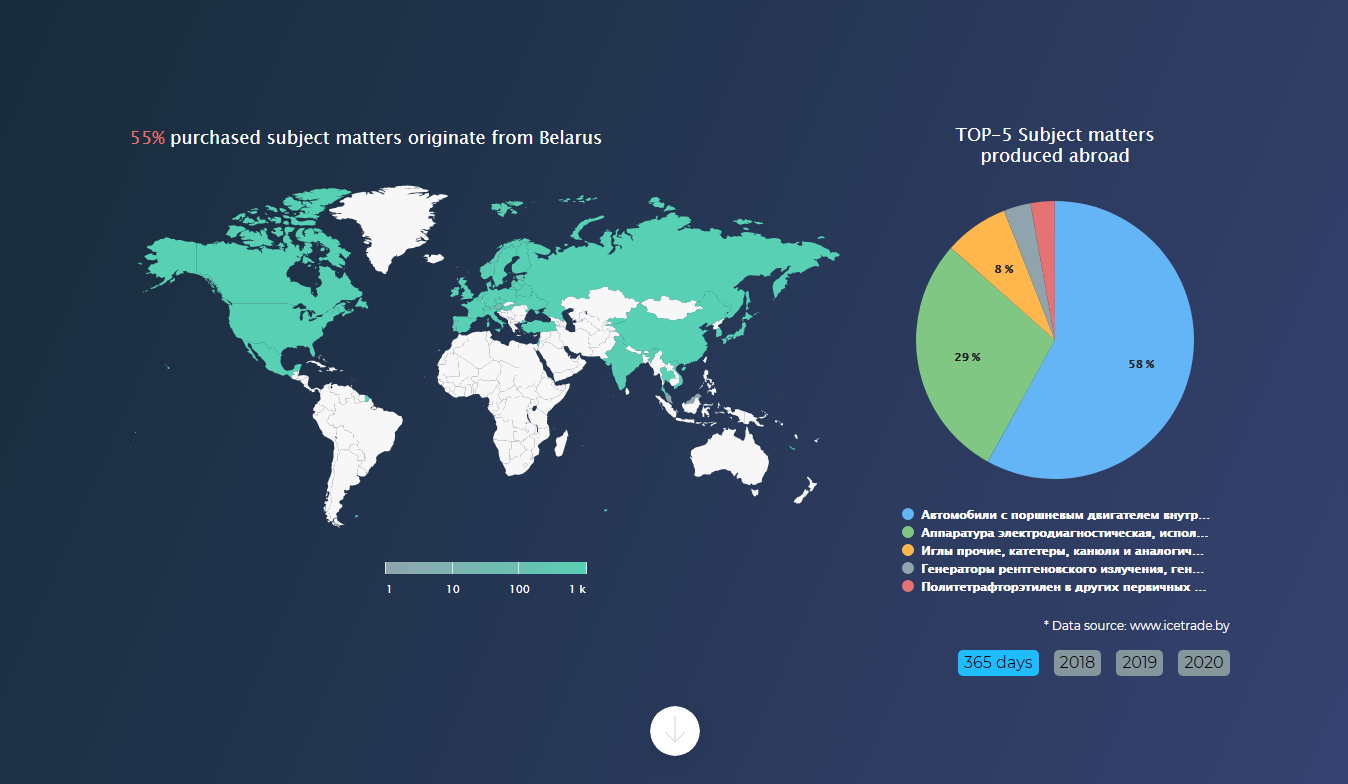 55% purchased subject matters originate from Belarus
1 10 100 1 k
TOP-5 Subject matters
produced abroad
8 %
29 %
58 %
Автомобили с поршневым двигателем внутр...
Аппаратура электродиагностическая, испол...
Иглы прочие, катетеры, канюли и аналогич...
Генераторы рентгеновского излучения, ген...
Политетрафторэтилен в других первичных ...
* Data source: www.icetrade.by
365 days 2018 2019 2020